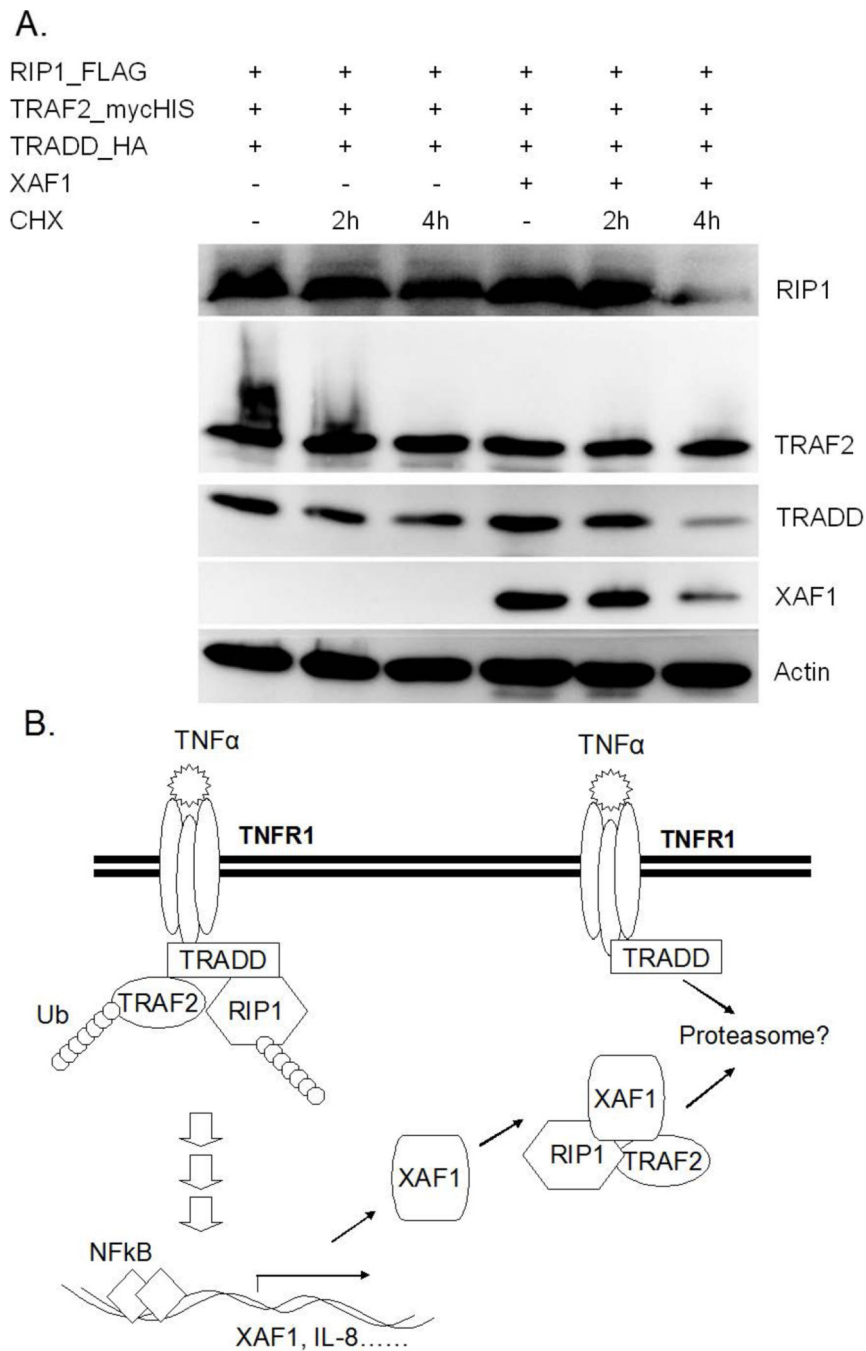 A.
RIP1_FLAG + + + + + +
TRAF2_mycHIS + + + + + +
TRADD_HA + + + + + +
XAF1 - - - + + +
CHX - 2h 4h - 2h 4h
RIP1
TRAF2
TRADD
XAF1
Actin
B.
TNFα TNFα
TNFR1 TNFR1
TRADD TRADD
TRAF2 RIP1
Ub
Proteasome?
XAF1
RIP1 TRAF2
XAF1
NFkB
XAF1, IL-8......